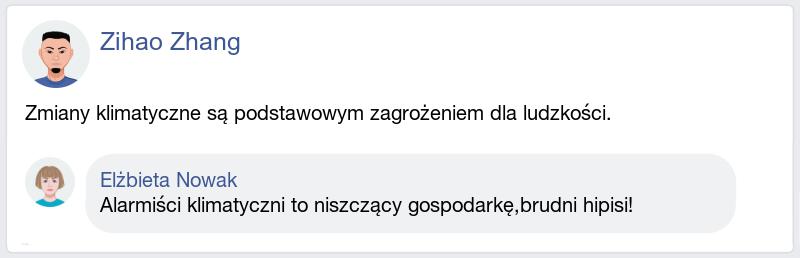 Zihao Zhang
Zmiany klimatyczne są podstawowym zagrożeniem dla ludzkości.
Elżbieta Nowak
Alarmiści klimatyczni to niszczący gospodarkę,brudni hipisi!